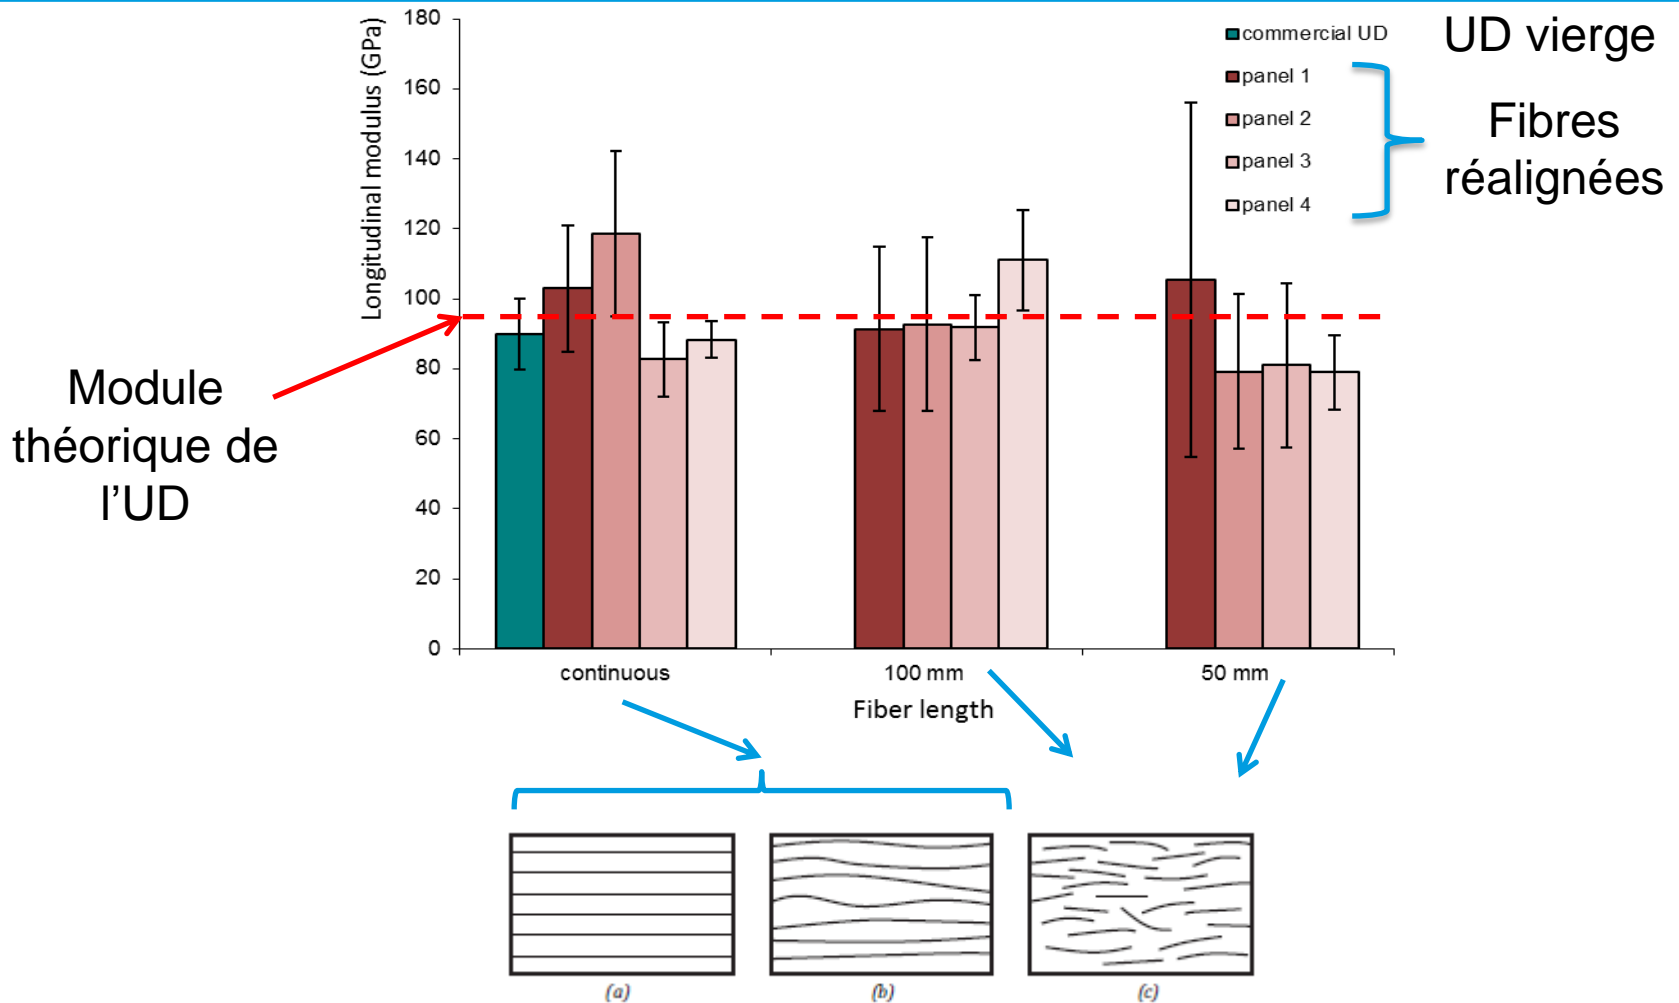 180
160
140
120
100
80
60
40
20
0
Longitudinal modulus (GPa)
commercial UD
panel 1
panel 2
panel 3
panel 4
UD vierge
Fibres
réalignées
Module
théorique de
l’UD
continuous
100 mm
50 mm
Fiber length
(a)
(b)
(c)